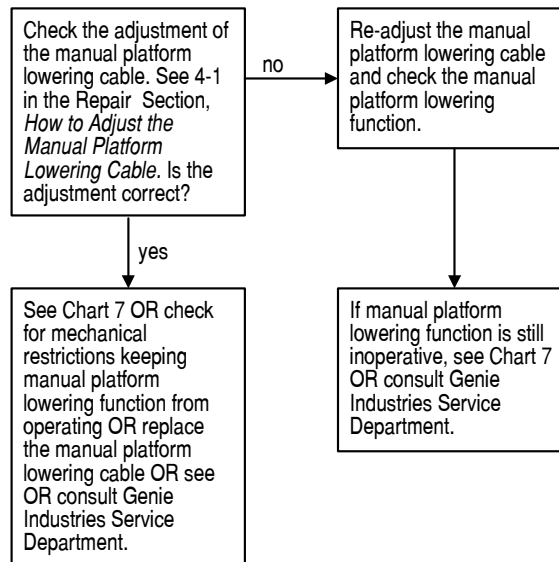 Check the adjustment of
the manual platform
lowering cable. See 4-1
in the Repair Section,
How to Adjust the
Manual Platform
Lowering Cable. Is the
adjustment correct?
no
Re-adjust the manual
platform lowering cable
and check the manual
platform lowering
function.
yes
See Chart 7 OR check
for mechanical
restrictions keeping
manual platform
lowering function from
operating OR replace
the manual platform
lowering cable OR see
OR consult Genie
Industries Service
Department.
If manual platform
lowering function is still
inoperative, see Chart 7
OR consult Genie
Industries Service
Department.